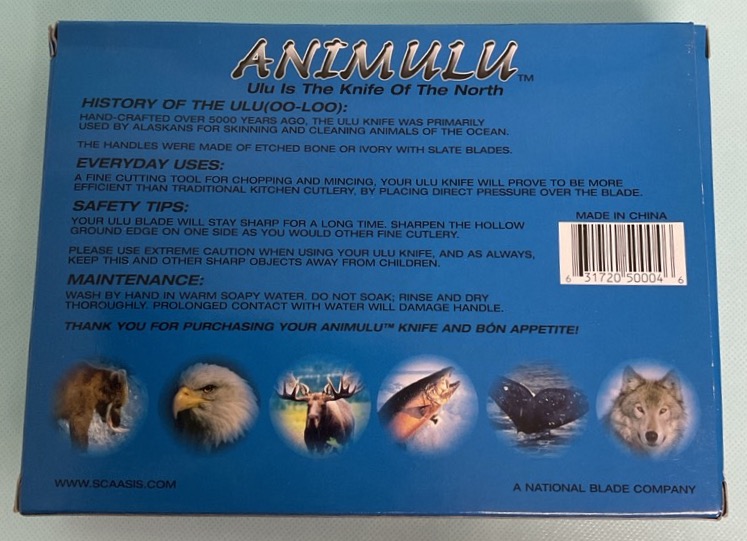 ANIMULU™
Ulu Is The Knife Of The North
HISTORY OF THE ULU(OO-LOO):
HAND-CRAFTED OVER 5000 YEARS AGO, THE ULU KNIFE WAS PRIMARILY
USED BY ALASKANS FOR SKINNING AND CLEANING ANIMALS OF THE OCEAN.
THE HANDLES WERE MADE OF ETCHED BONE OR IVORY WITH SLATE BLADES.
EVERYDAY USES:
A FINE CUTTING TOOL FOR CHOPPING AND MINCING, YOUR ULU KNIFE WILL PROVE TO BE MORE
EFFICIENT THAN TRADITIONAL KITCHEN CUTLERY, BY PLACING DIRECT PRESSURE OVER THE BLADE.
SAFETY TIPS:
YOUR ULU BLADE WILL STAY SHARP FOR A LONG TIME. SHARPEN THE HOLLOW
GROUND EDGE ON ONE SIDE AS YOU WOULD OTHER FINE CUTLERY.
PLEASE USE EXTREME CAUTION WHEN USING YOUR ULU KNIFE, AND AS ALWAYS,
KEEP THIS AND OTHER SHARP OBJECTS AWAY FROM CHILDREN.
MADE IN CHINA
6 31720 50004 6
MAINTENANCE:
WASH BY HAND IN WARM SOAPY WATER. DO NOT SOAK; RINSE AND DRY
THOROUGHLY. PROLONGED CONTACT WITH WATER WILL DAMAGE HANDLE.
THANK YOU FOR PURCHASING YOUR ANIMULU™ KNIFE AND BÓN APPETITE!
WWW.SCAASIS.COM
A NATIONAL BLADE COMPANY